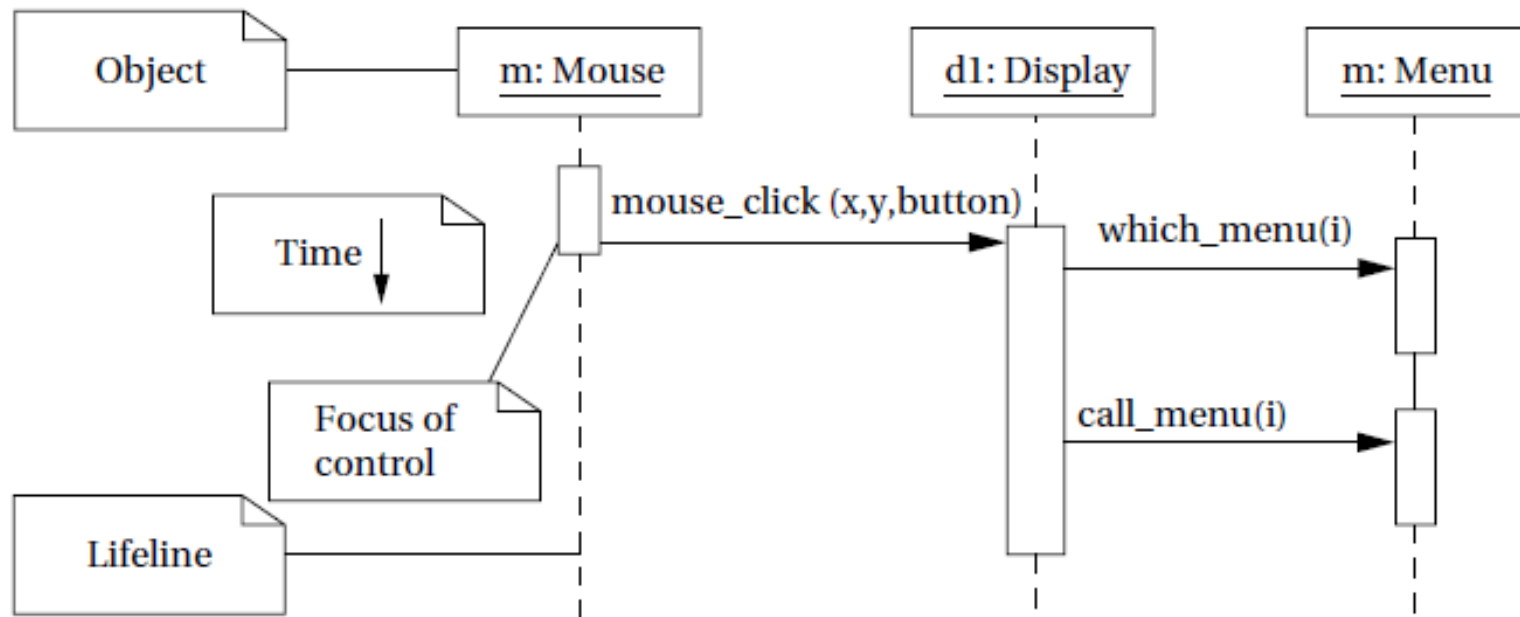 Object
m: Mouse
d1: Display
m: Menu
mouse_click (x,y,button)
which_menu(i)
Time
call_menu(i)
Focus of
control
Lifeline